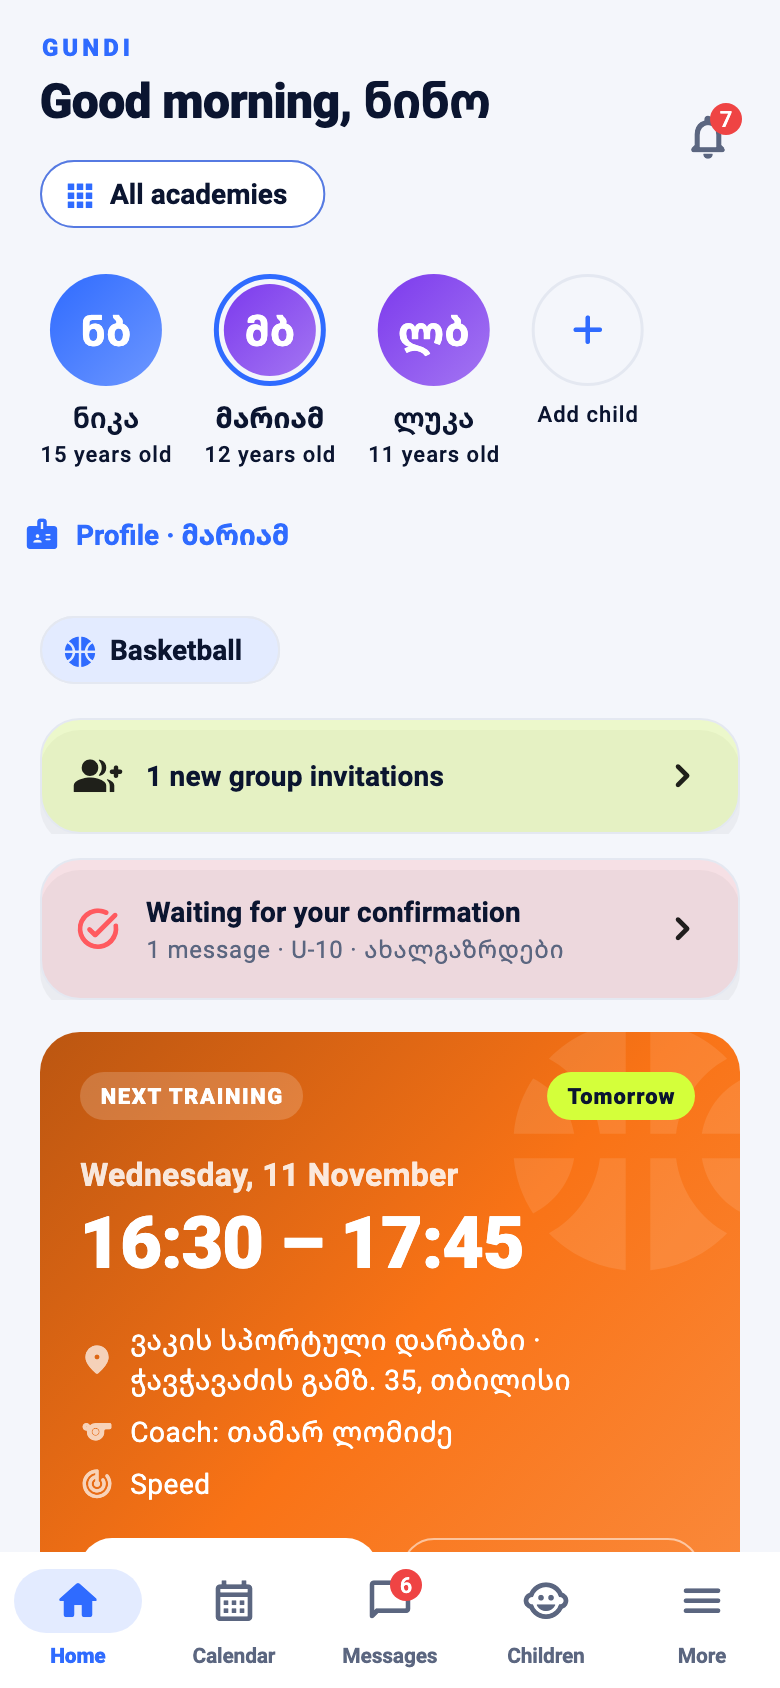 GUNDI
Good morning, ნინო
7
All academies
ნბ
მბ
ლბ
ნიკა
მარიამ
ლუკა
Add child
15 years old
12 years old
11 years old
Profile · მარიამ
Basketball
1 new group invitations
Waiting for your confirmation
1 message · U-10 · ახალგაზრდები
NEXT TRAINING
Tomorrow
Wednesday, 11 November
16:30 – 17:45
ვაკის სპორტული დარბაზი ·
ჭავჭავაძის გამზ. 35, თბილისი
Coach: თამარ ლომიძე
Speed
6
Home
Calendar
Messages
Children
More